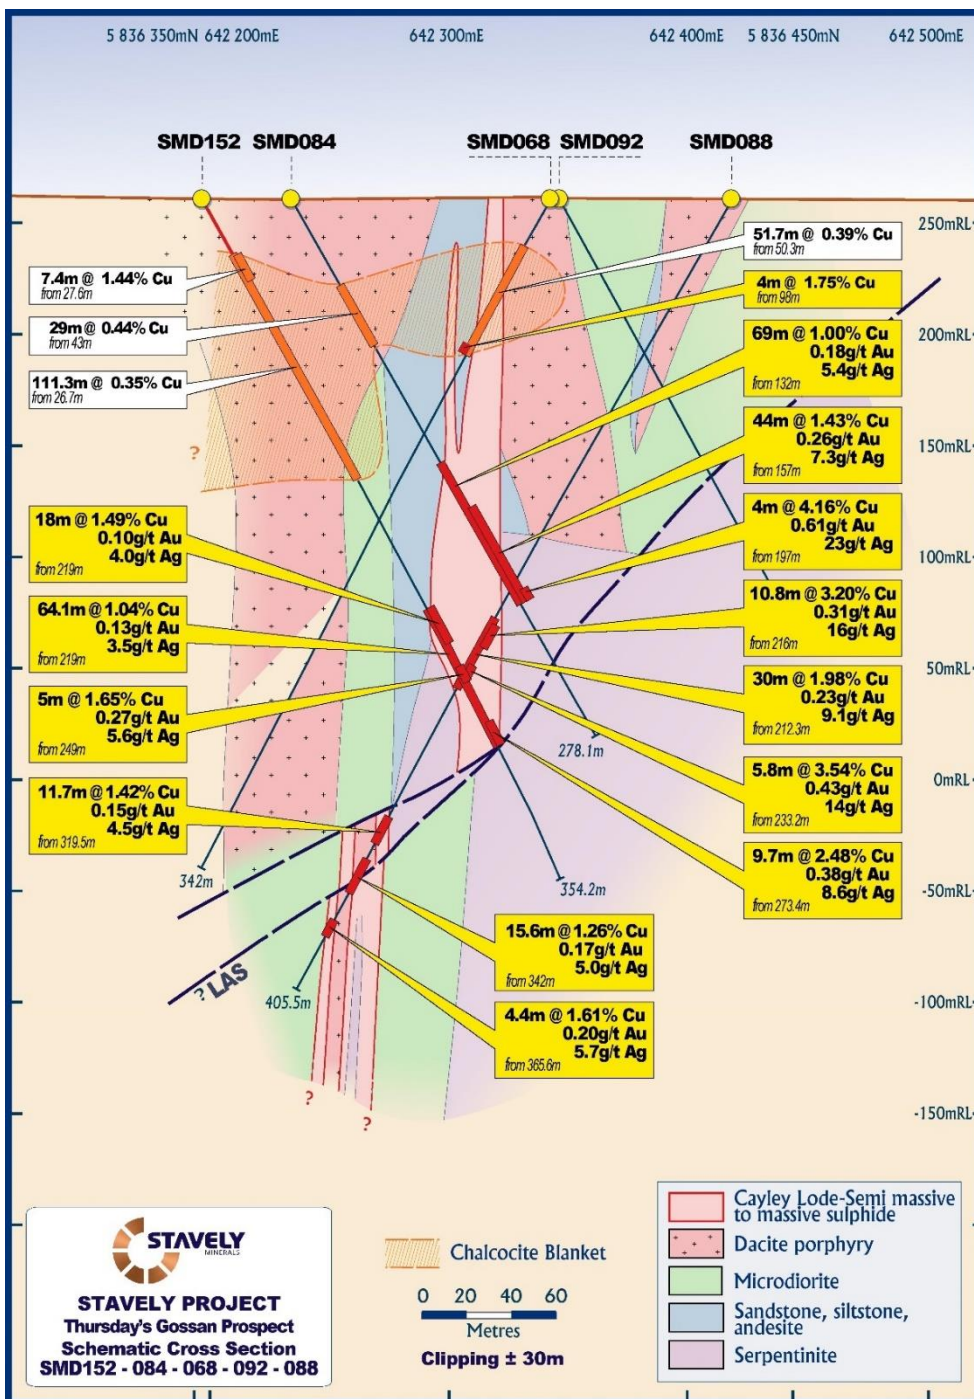 5 836 350mN 642 200mE 642 300mE 642 400mE 5 836 450mN 642 500mE
SMD152 SMD084 SMD068 SMD092 SMD088
250mRL
200mRL
150mRL
100mRL
50mRL
0mRL
-50mRL
-100mRL
-150mRL
7.4m @ 1.44% Cu
from 27.6m
29m @ 0.44% Cu
from 43m
111.3m @ 0.35% Cu
from 26.7m
?
18m @ 1.49% Cu
0.10g/t Au
4.0g/t Ag
from 219m
64.1m @ 1.04% Cu
0.13g/t Au
3.5g/t Ag
from 219m
5m @ 1.65% Cu
0.27g/t Au
5.6g/t Ag
from 249m
11.7m @ 1.42% Cu
0.15g/t Au
4.5g/t Ag
from 319.5m
51.7m @ 0.39% Cu
from 50.3m
4m @ 1.75% Cu
from 98m
69m @ 1.00% Cu
0.18g/t Au
5.4g/t Ag
from 132m
44m @ 1.43% Cu
0.26g/t Au
7.3g/t Ag
from 157m
4m @ 4.16% Cu
0.61g/t Au
23g/t Ag
from 197m
10.8m @ 3.20% Cu
0.31g/t Au
16g/t Ag
from 216m
30m @ 1.98% Cu
0.23g/t Au
9.1g/t Ag
from 212.3m
5.8m @ 3.54% Cu
0.43g/t Au
14g/t Ag
from 233.2m
9.7m @ 2.48% Cu
0.38g/t Au
8.6g/t Ag
from 273.4m
15.6m @ 1.26% Cu
0.17g/t Au
5.0g/t Ag
from 342m
4.4m @ 1.61% Cu
0.20g/t Au
5.7g/t Ag
from 365.6m
278.1m
342m
354.2m
405.5m
? LAS
?
?
STAVELY
MINERALS
STAVELY PROJECT
Thursday's Gossan Prospect
Schematic Cross Section
SMD152 - 084 - 068 - 092 - 088
Chalcocite Blanket
0 20 40 60
Metres
Clipping ± 30m
Cayley Lode-Semi massive
to massive sulphide
Dacite porphyry
Microdiorite
Sandstone, siltstone,
andesite
Serpentinite